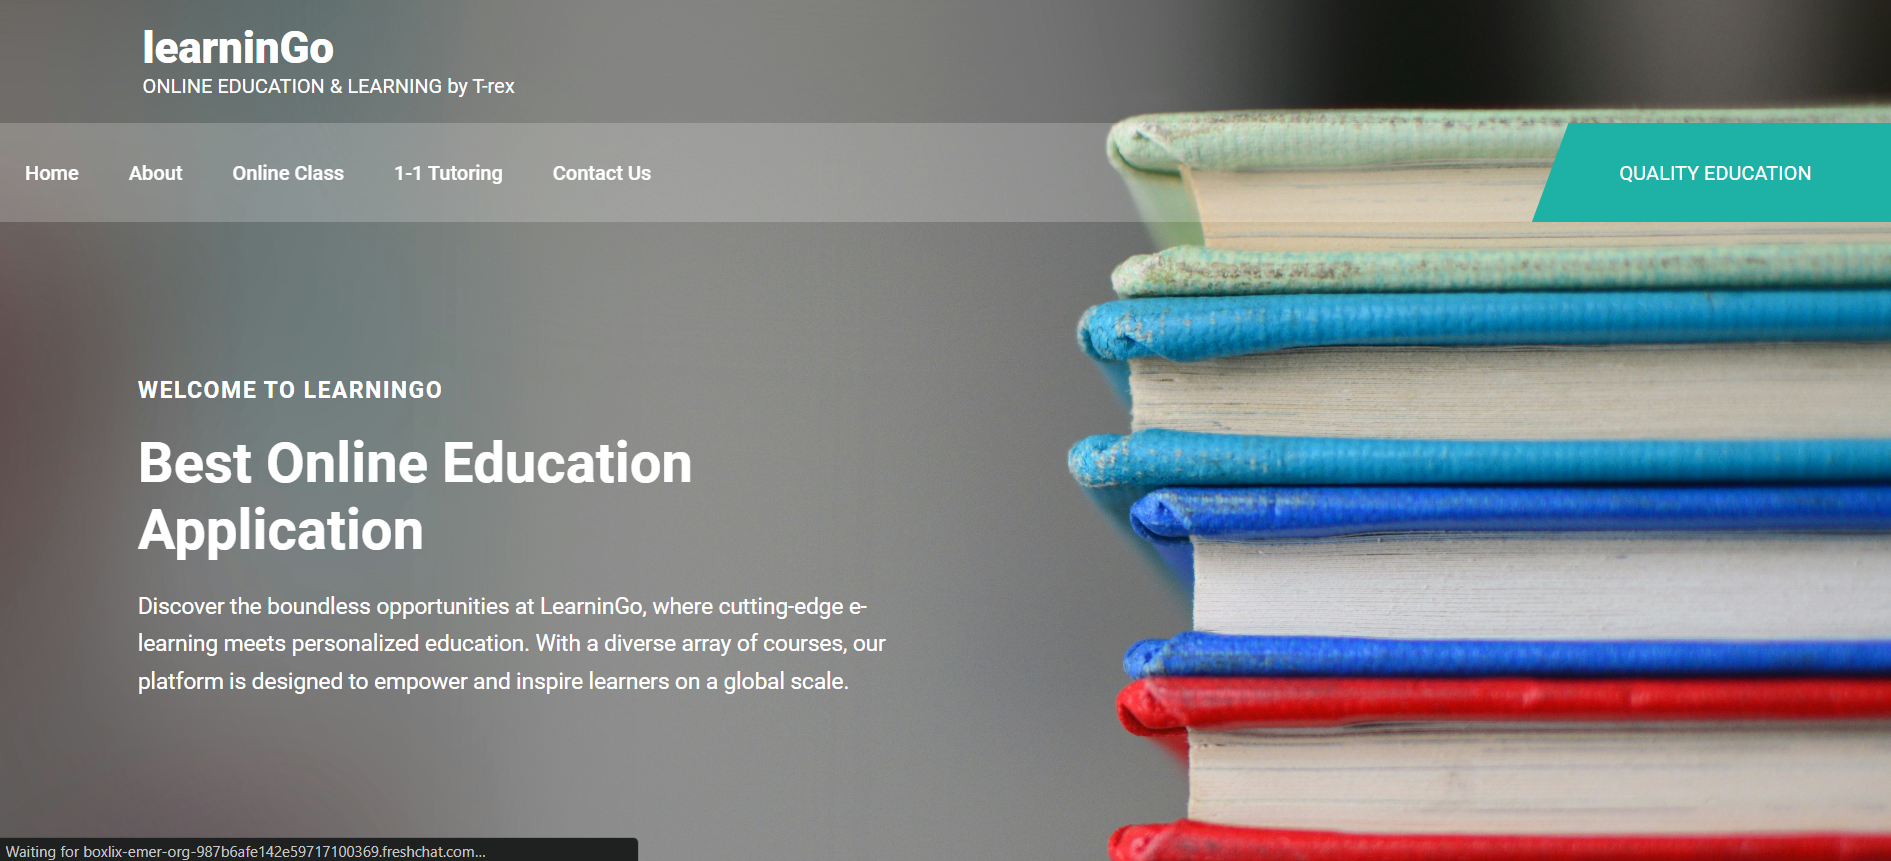 learninGo
ONLINE EDUCATION & LEARNING by T-rex
Home About Online Class 1-1 Tutoring Contact Us
QUALITY EDUCATION
WELCOME TO LEARNINGO
Best Online Education
Application
Discover the boundless opportunities at LearninGo, where cutting-edge e-
learning meets personalized education. With a diverse array of courses, our
platform is designed to empower and inspire learners on a global scale.
Waiting for boxlix-emer-org-987b6afe142e59717100369.freshchat.com...